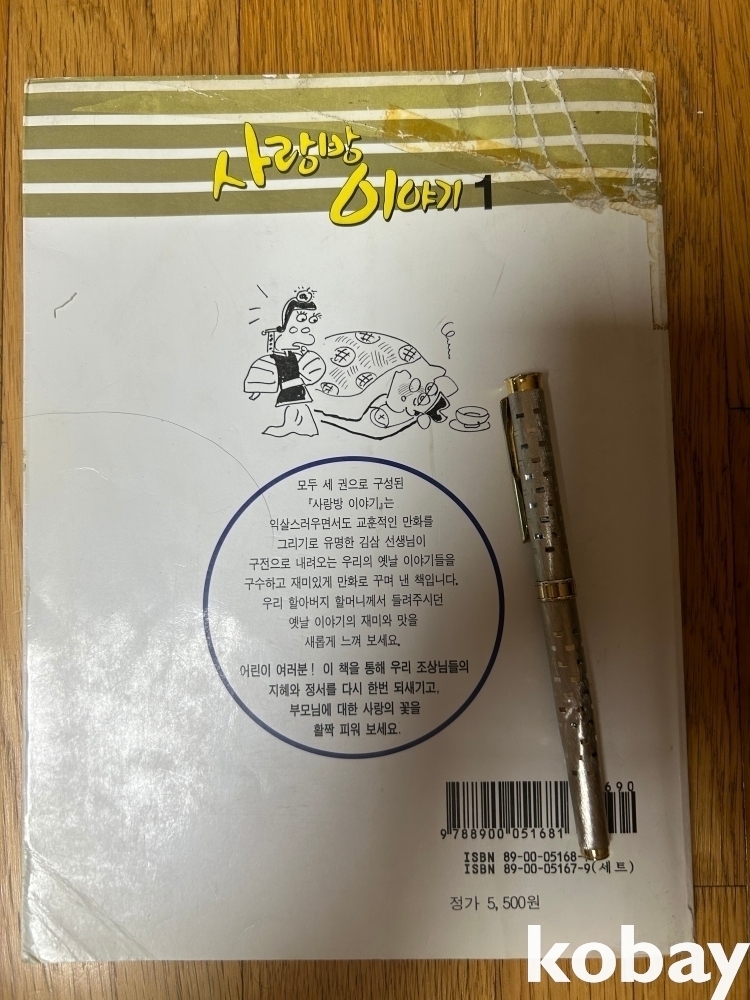 사랑방
이야기 1
모두 세 권으로 구성된
『사랑방 이야기』는
익살스러우면서도 교훈적인 만화를
그리기로 유명한 김삼 선생님이
구전으로 내려오는 우리의 옛날 이야기들을
구수하고 재미있게 만화로 꾸며 낸 책입니다.
우리 할아버지 할머니께서 들려주시던
옛날 이야기의 재미와 맛을
새롭게 느껴 보세요.
어린이 여러분! 이 책을 통해 우리 조상님들의
지혜와 정서를 다시 한번 되새기고,
부모님에 대한 사랑의 꽃을
활짝 피워 보세요.
690
9 788900 051681
ISBN 89-00-05168-
ISBN 89-00-05167-9(세트)
정가 5,500원
kobay